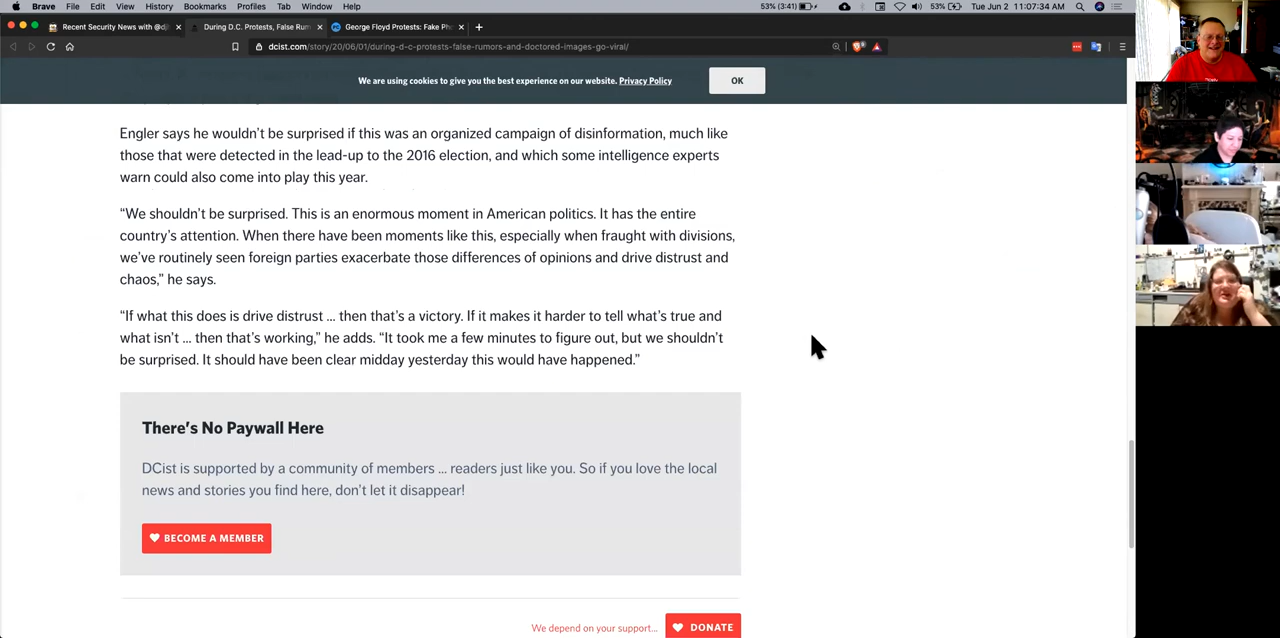 Brave File Edit View History Bookmarks Profiles Tab Window Help 53% (3:41) 53% Tue Jun 2 11:07:34 AM
Recent Security News with @dj During D.C. Protests, False Rum George Floyd Protests: Fake Ph
dcist.com/story/20/06/01/during-d-c-protests-false-rumors-and-doctored-images-go-viral/
We are using cookies to give you the best experience on our website. Privacy Policy OK
Engler says he wouldn’t be surprised if this was an organized campaign of disinformation, much like
those that were detected in the lead-up to the 2016 election, and which some intelligence experts
warn could also come into play this year.
“We shouldn’t be surprised. This is an enormous moment in American politics. It has the entire
country’s attention. When there have been moments like this, especially when fraught with divisions,
we’ve routinely seen foreign parties exacerbate those differences of opinions and drive distrust and
chaos,” he says.
“If what this does is drive distrust ... then that’s a victory. If it makes it harder to tell what’s true and
what isn’t ... then that’s working,” he adds. “It took me a few minutes to figure out, but we shouldn’t
be surprised. It should have been clear midday yesterday this would have happened.”
There’s No Paywall Here
DCist is supported by a community of members ... readers just like you. So if you love the local
news and stories you find here, don’t let it disappear!
BECOME A MEMBER
We depend on your support... DONATE